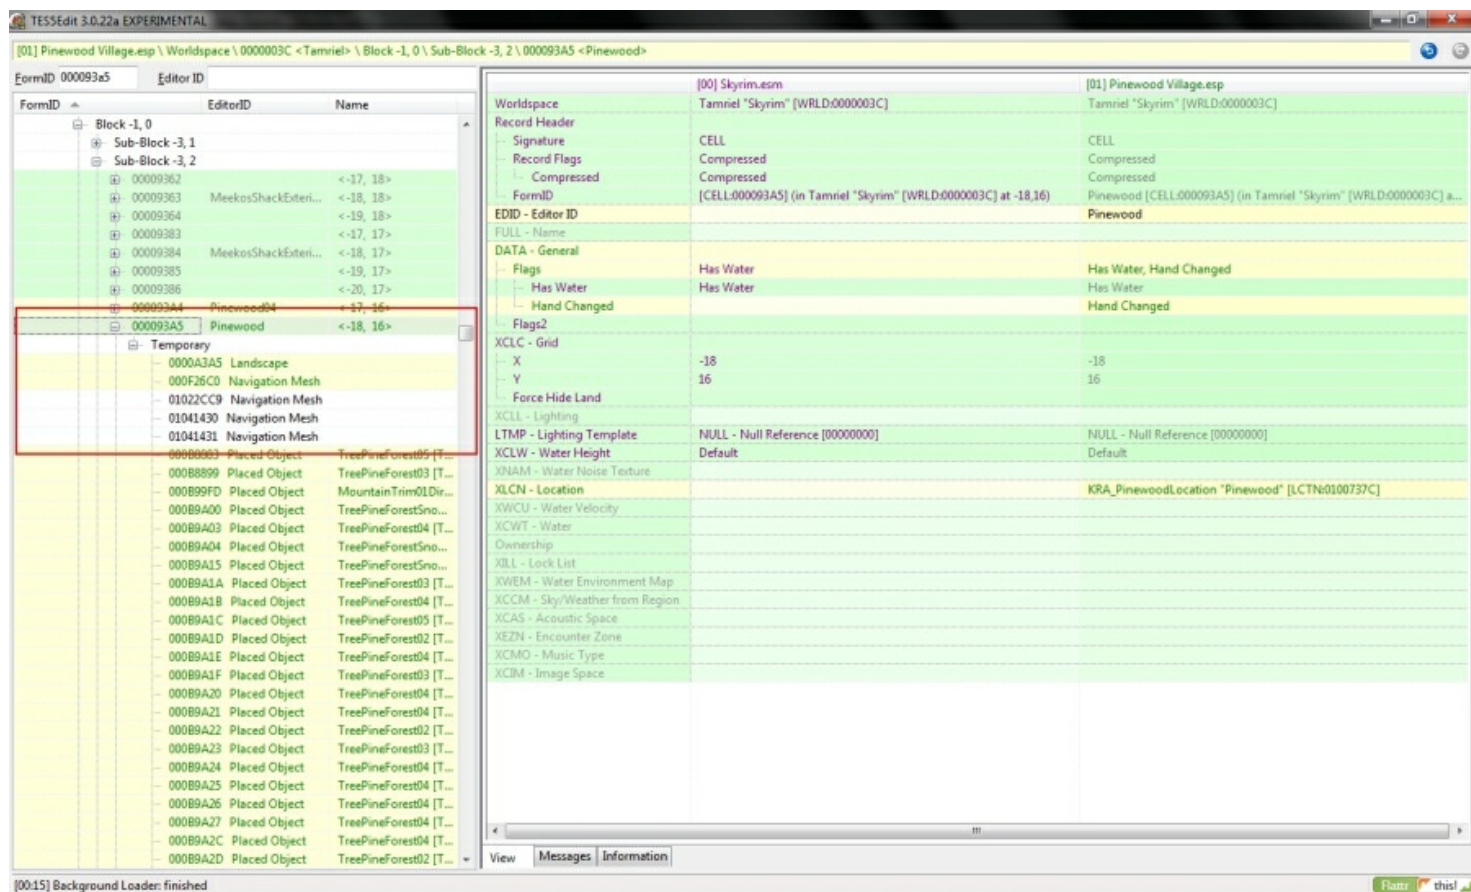 TES5Edit 3.0.22a EXPERIMENTAL
[01] Pinewood Village.esp \ Worldspace \ 0000003C <Tamriel> \ Block -1, 0 \ Sub-Block -3, 2 \ 000093A5 <Pinewood>
FormID 000093a5 Editor ID
FormID EditorID Name
Block -1, 0
Sub-Block -3, 1
Sub-Block -3, 2
00009362 <-17, 18>
00009363 MeekosShackExteri... <-18, 18>
00009364 <-19, 18>
00009383 <-17, 17>
00009384 MeekosShackExteri... <-18, 17>
00009385 <-19, 17>
00009386 <-20, 17>
000093A4 Pinewood04 <-17, 16>
000093A5 Pinewood <-18, 16>
Temporary
0000A3A5 Landscape
000F26C0 Navigation Mesh
01022CC9 Navigation Mesh
01041430 Navigation Mesh
01041431 Navigation Mesh
Placed Object TreePineForest05 [T...
000B8899 Placed Object TreePineForest03 [T...
000B99FD Placed Object MountainTrim01Dir...
000B9A00 Placed Object TreePineForestSno...
000B9A03 Placed Object TreePineForest04 [T...
000B9A04 Placed Object TreePineForestSno...
000B9A15 Placed Object TreePineForestSno...
000B9A1A Placed Object TreePineForest03 [T...
000B9A1B Placed Object TreePineForest04 [T...
000B9A1C Placed Object TreePineForest05 [T...
000B9A1D Placed Object TreePineForest02 [T...
000B9A1E Placed Object TreePineForest04 [T...
000B9A1F Placed Object TreePineForest03 [T...
000B9A20 Placed Object TreePineForest04 [T...
000B9A21 Placed Object TreePineForest04 [T...
000B9A22 Placed Object TreePineForest02 [T...
000B9A23 Placed Object TreePineForest03 [T...
000B9A24 Placed Object TreePineForest04 [T...
000B9A25 Placed Object TreePineForest04 [T...
000B9A26 Placed Object TreePineForest04 [T...
000B9A27 Placed Object TreePineForest04 [T...
000B9A2C Placed Object TreePineForest04 [T...
000B9A2D Placed Object TreePineForest02 [T...
[00] Skyrim.esm [01] Pinewood Village.esp
Worldspace Tamriel "Skyrim" [WRLD:0000003C] Tamriel "Skyrim" [WRLD:0000003C]
Record Header
Signature CELL CELL
Record Flags Compressed Compressed
Compressed Compressed Compressed
FormID [CELL:000093A5] (in Tamriel "Skyrim" [WRLD:0000003C] at -18,16) Pinewood [CELL:000093A5] (in Tamriel "Skyrim" [WRLD:0000003C] a...
EDID - Editor ID Pinewood
FULL - Name
DATA - General
Flags Has Water Has Water, Hand Changed
Has Water Has Water Has Water
Hand Changed Hand Changed
Flags2
XCLC - Grid
X -18 -18
Y 16 16
Force Hide Land
XCLL - Lighting
LTMP - Lighting Template NULL - Null Reference [00000000] NULL - Null Reference [00000000]
XCLW - Water Height Default Default
XNAM - Water Noise Texture
XLCN - Location KRA_PinewoodLocation "Pinewood" [LCTN:0100737C]
XWCU - Water Velocity
XCWT - Water
Ownership
XILL - Lock List
XWEM - Water Environment Map
XCCM - Sky/Weather from Region
XCAS - Acoustic Space
XEZN - Encounter Zone
XCMO - Music Type
XCIM - Image Space
View Messages Information
[00:15] Background Loader: finished
Flattr this!